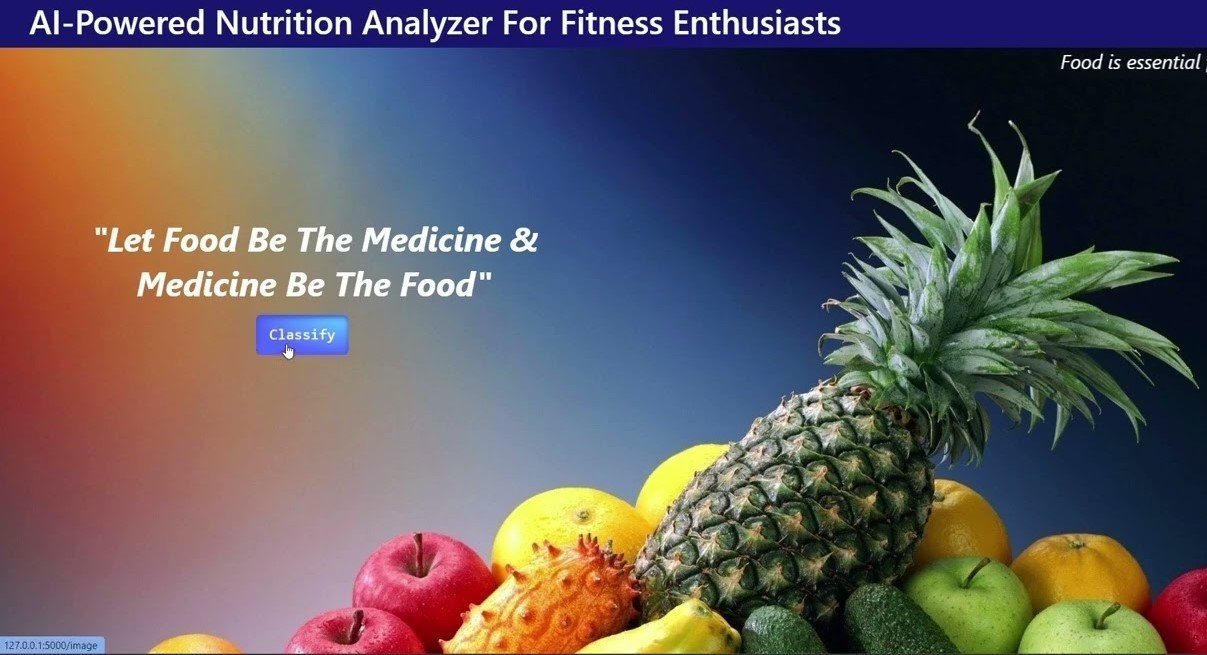 AI-Powered Nutrition Analyzer For Fitness Enthusiasts
Food is essential
"Let Food Be The Medicine &
Medicine Be The Food"
Classify
127.0.0.1:5000/image